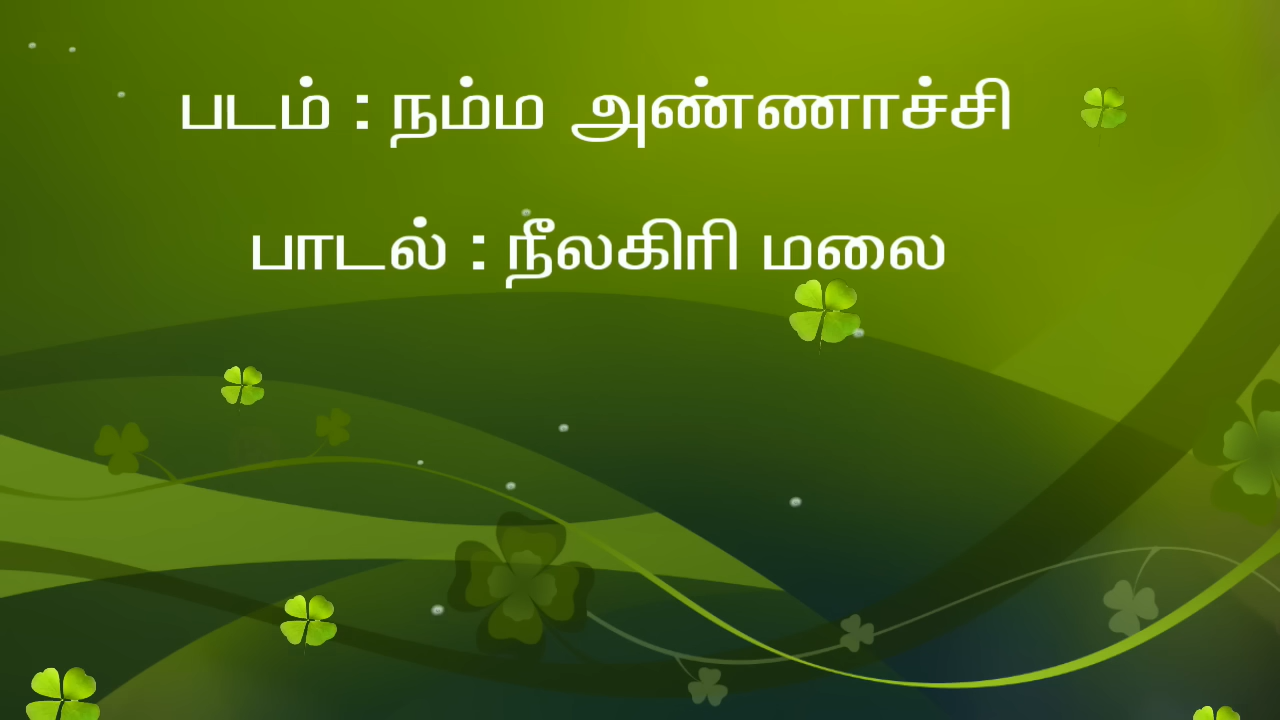 படம் : நம்ம அண்ணாச்சி
பாடல் : நீலகிரி மலை